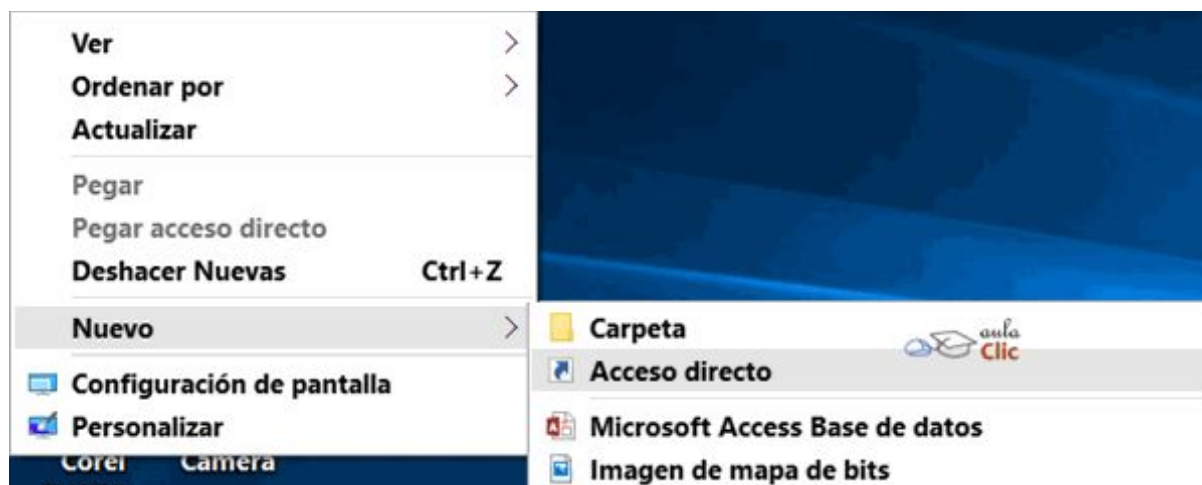 Ver
Ordenar por
Actualizar
Pegar
Pegar acceso directo
Deshacer Nuevas Ctrl+Z
Nuevo
Configuración de pantalla
Personalizar
Corel Camera
Carpeta
aula
Clic
Acceso directo
Microsoft Access Base de datos
Imagen de mapa de bits